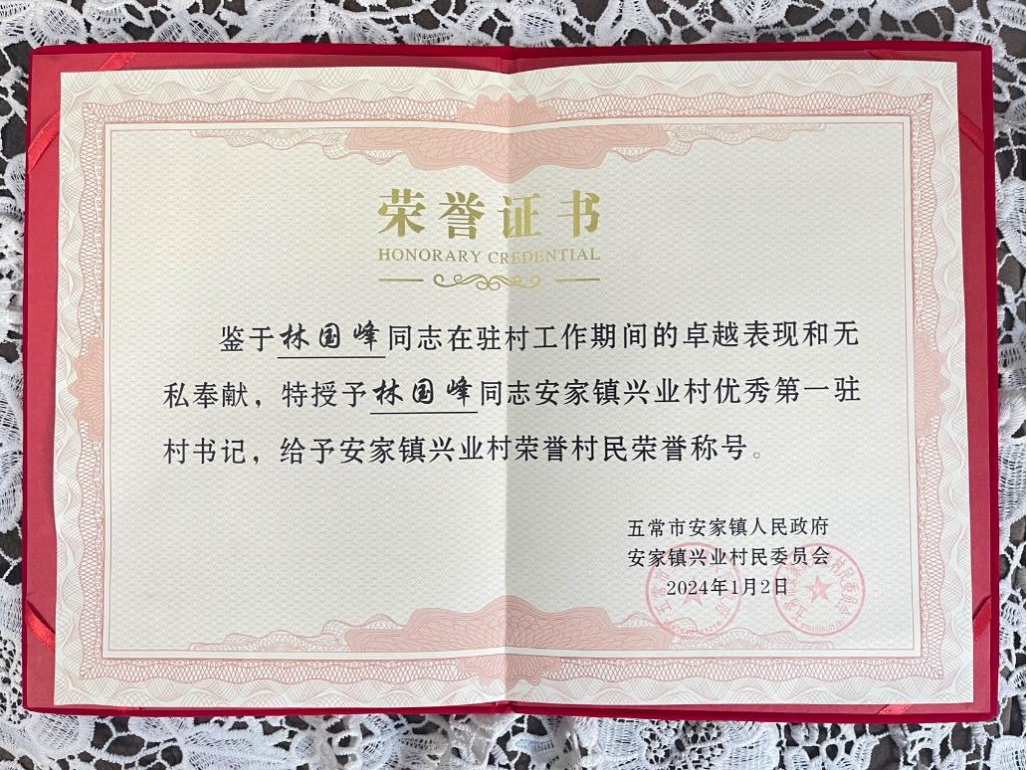 荣誉证书
HONORARY CREDENTIAL
鉴于林国峰同志在驻村工作期间的卓越表现和无
私奉献，特授予林国峰同志安家镇兴业村优秀第一驻
村书记，给予安家镇兴业村荣誉村民荣誉称号。
五常市安家镇人民政府
安家镇兴业村民委员会
2024年1月2日